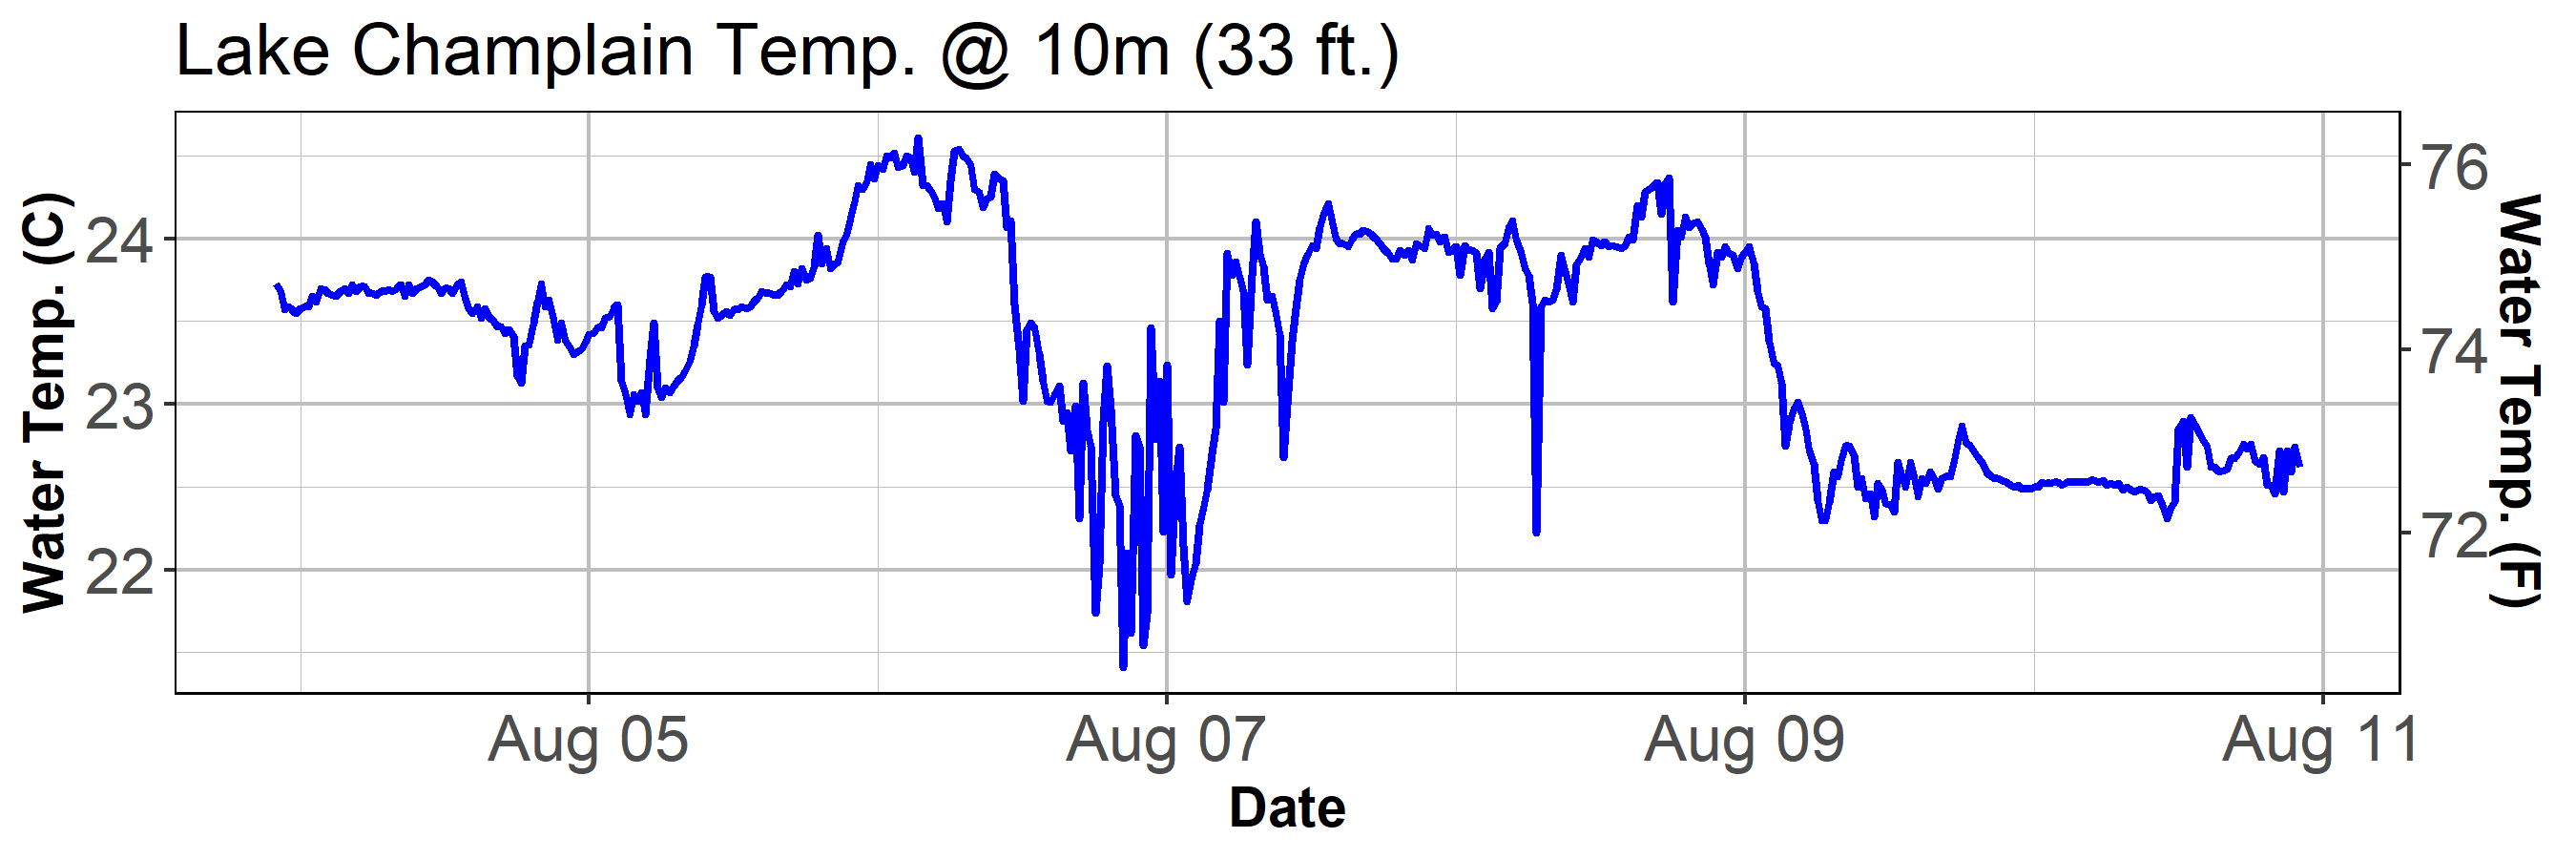 Lake Champlain Temp. @ 10m (33 ft.)
Water Temp. (C)
24
23
22
76
74
72
Water Temp. (F)
Aug 05
Aug 07
Aug 09
Aug 11
Date